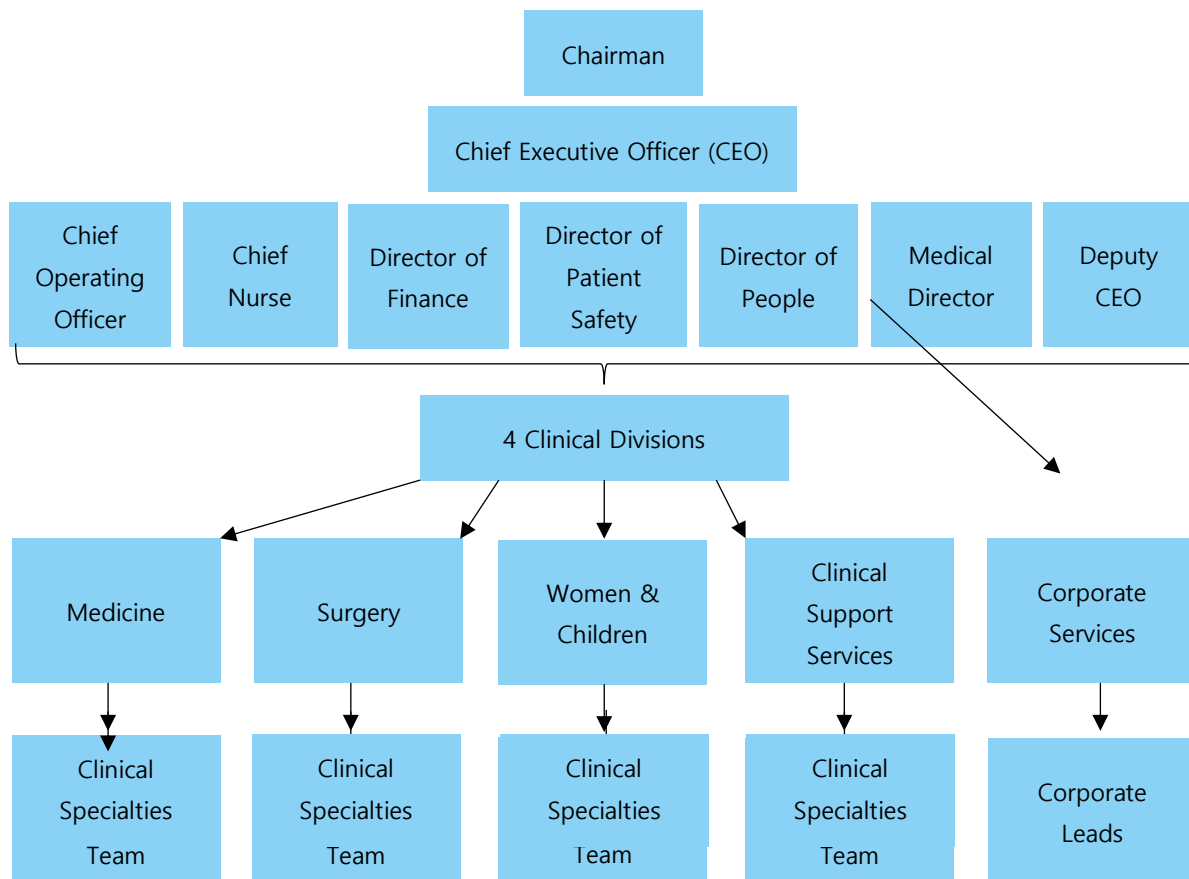 Chairman
Chief Executive Officer (CEO)
Chief
Operating
Officer
Chief
Nurse
Director of
Finance
Director of
Patient
Safety
Director of
People
Medical
Director
Deputy
CEO
4 Clinical Divisions
Medicine
Surgery
Women &
Children
Clinical
Support
Services
Corporate
Services
Clinical
Specialties
Team
Clinical
Specialties
Team
Clinical
Specialties
Team
Clinical
Specialties
Team
Corporate
Leads